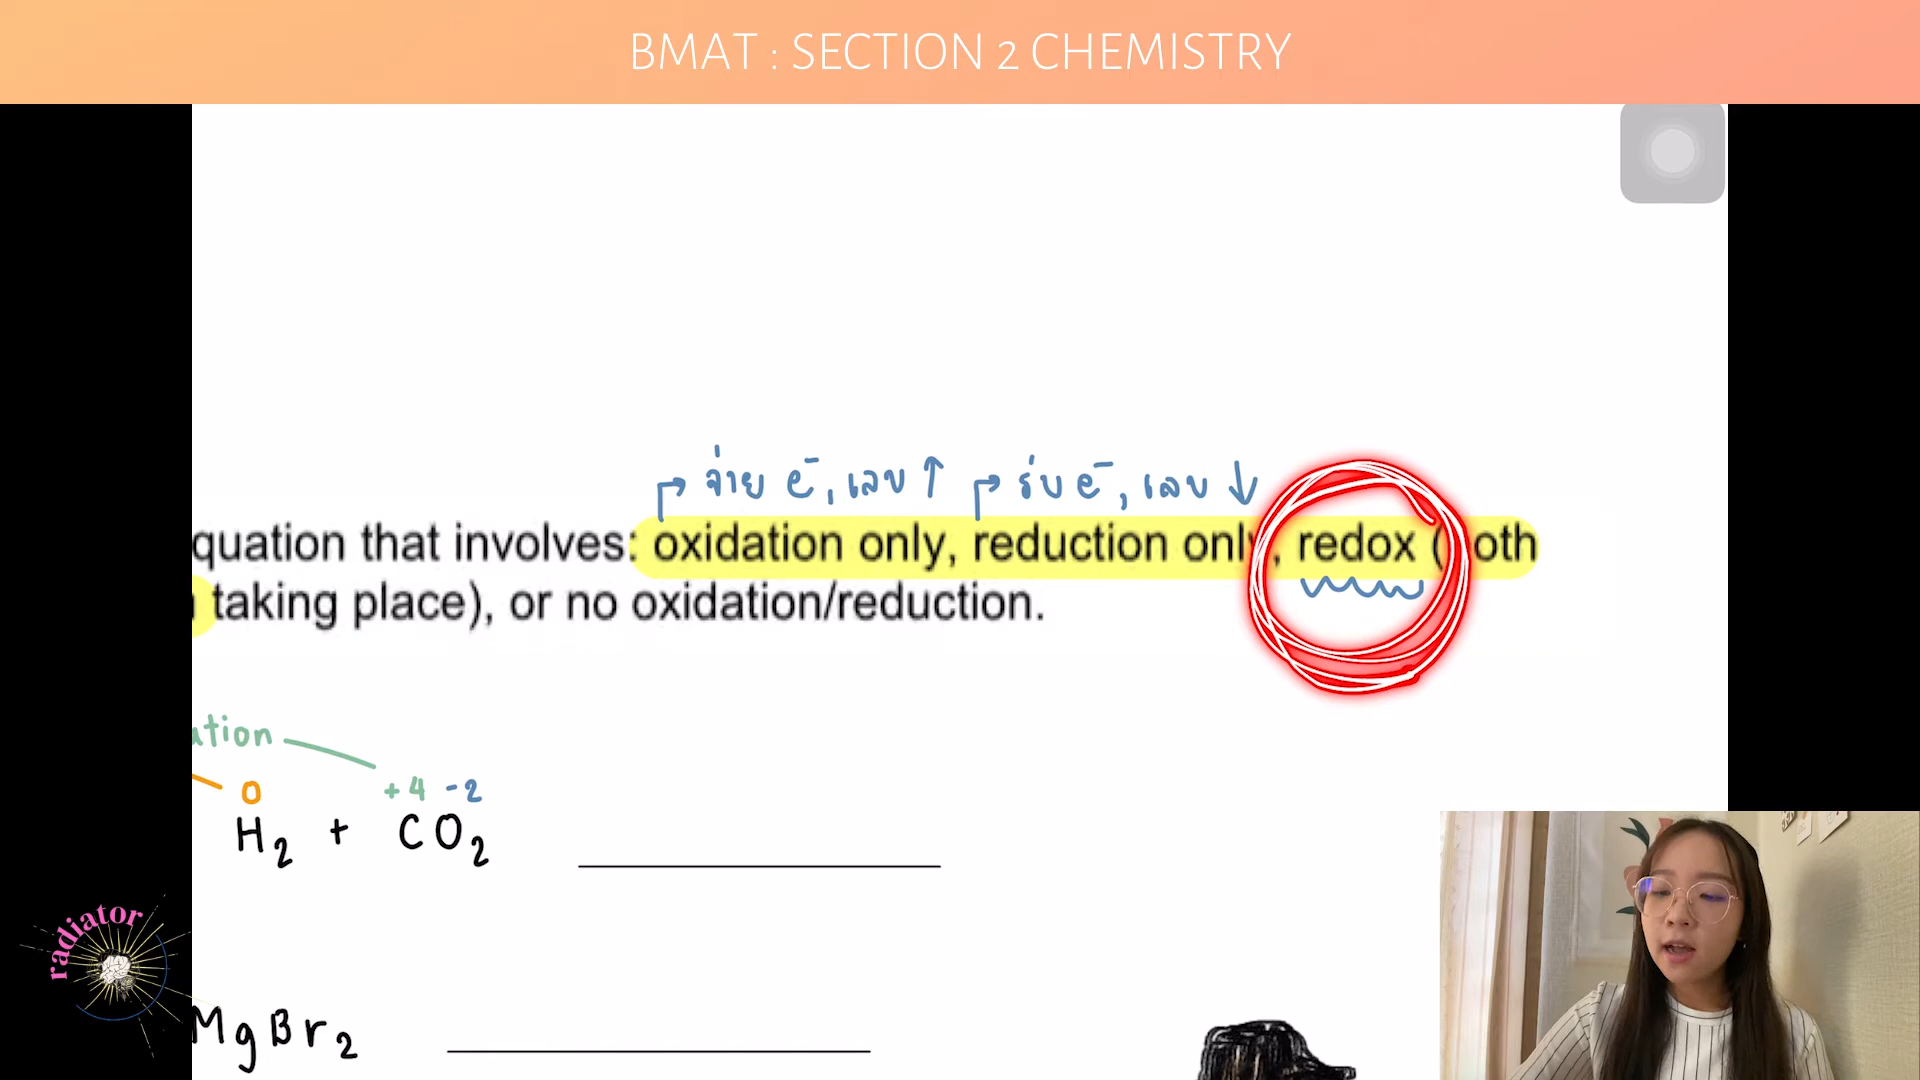 BMAT : SECTION 2 CHEMISTRY
จ่าย e⁻, เลข ↑ รับ e⁻, เลข ↓
quation that involves: oxidation only, reduction only, redox (both
taking place), or no oxidation/reduction.
ation
0 +4 -2
H₂ + CO₂
radiator
MgBr₂